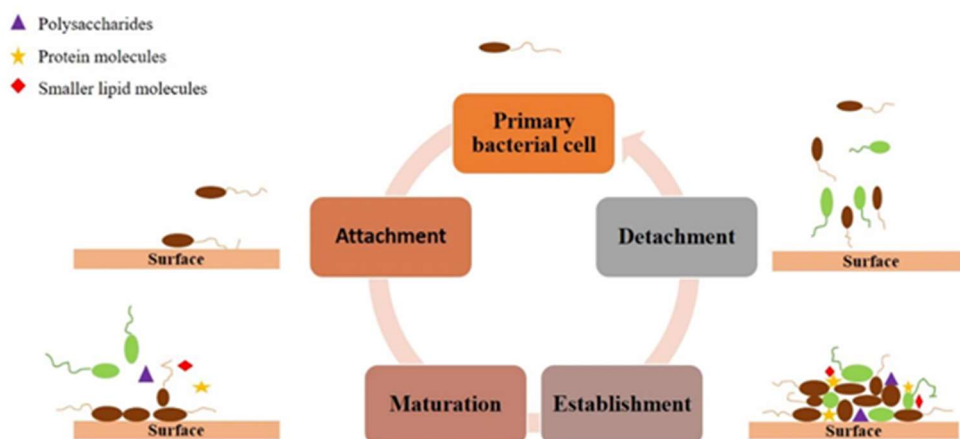 Polysaccharides
Protein molecules
Smaller lipid molecules
Primary
bacterial cell
Attachment
Detachment
Surface
Surface
Maturation
Establishment
Surface
Surface